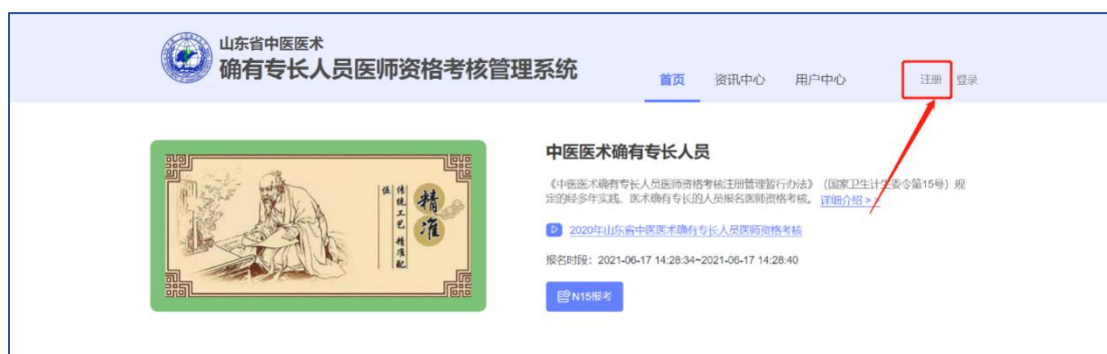 山东省中医医术
确有专长人员医师资格考核管理系统
首页 资讯中心 用户中心 注册 登录
中医医术确有专长人员
《中医医术确有专长人员医师资格考核注册管理暂行办法》（国家卫生计生委令第15号）规
定的经多年实践、医术确有专长的人员报名医师资格考核。 详细介绍 > >
2020年山东省中医医术确有专长人员医师资格考核
报名时段：2021-06-17 14:28:34~2021-06-17 14:28:40
N15报考
精准
传统工艺 精准配
伍